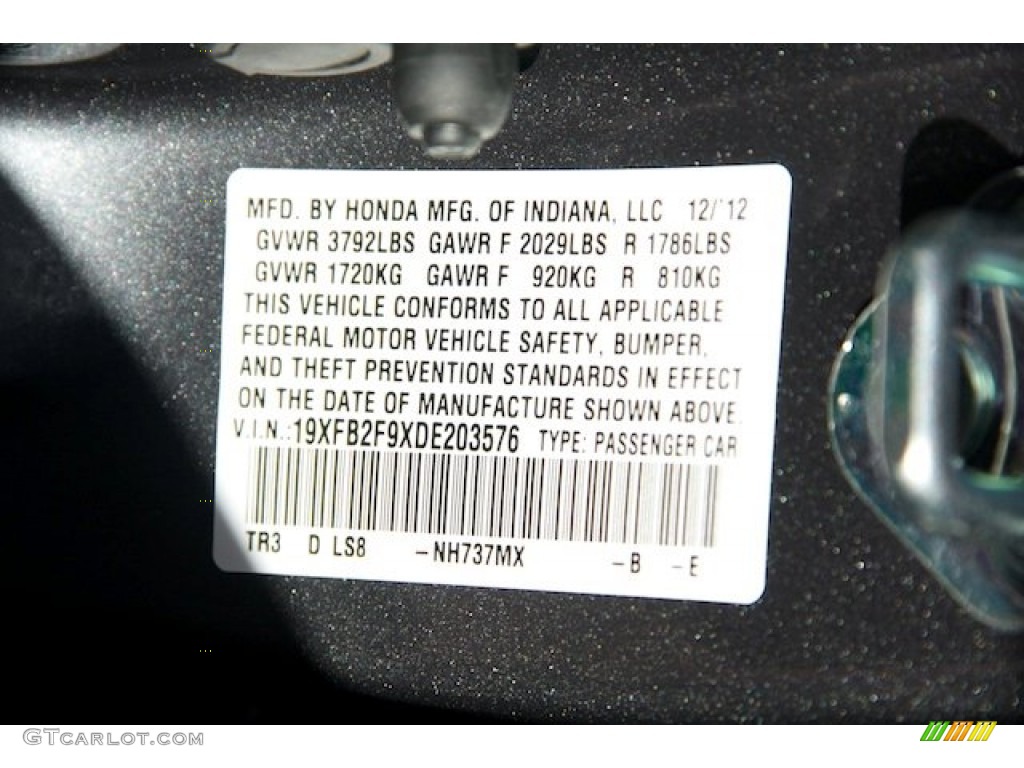 MFD. BY HONDA MFG. OF INDIANA, LLC 12/12
GVWR 3792LBS GAWR F 2029LBS R 1786LBS
GVWR 1720KG GAWR F 920KG R 810KG
THIS VEHICLE CONFORMS TO ALL APPLICABLE
FEDERAL MOTOR VEHICLE SAFETY, BUMPER,
AND THEFT PREVENTION STANDARDS IN EFFECT
ON THE DATE OF MANUFACTURE SHOWN ABOVE.
V.I.N.:19XFB2F9XDE203576 TYPE: PASSENGER CAR
TR3 D LS8 -NH737MX -B -E
GTcarlot.com